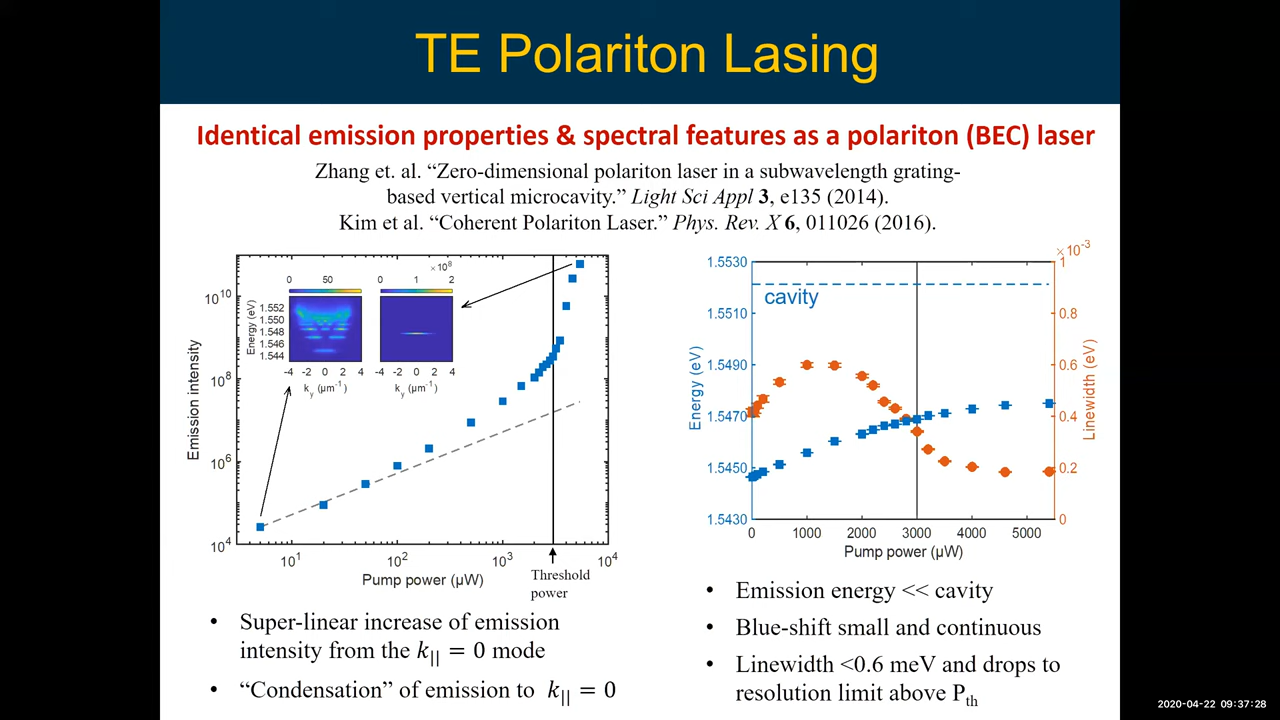 TE Polariton Lasing
Identical emission properties & spectral features as a polariton (BEC) laser
Zhang et. al. “Zero-dimensional polariton laser in a subwavelength grating-
based vertical microcavity.” Light Sci Appl 3, e135 (2014).
Kim et al. “Coherent Polariton Laser.” Phys. Rev. X 6, 011026 (2016).
Emission intensity
10^10
10^8
10^6
10^4
10^1
10^2
10^3
10^4
Pump power (µW)
Threshold
power
0 50
Energy (eV)
1.552
1.550
1.548
1.546
1.544
-4 -2 0 2 4
k_y (µm^-1)
×10^8
0 1 2
-4 -2 0 2 4
k_y (µm^-1)
Energy (eV)
1.5530
1.5510
1.5490
1.5470
1.5450
1.5430
cavity
×10^-3
1
0.8
0.6
0.4
0.2
0
Linewidth (eV)
0 1000 2000 3000 4000 5000
Pump power (µW)
• Super-linear increase of emission
intensity from the k_|| = 0 mode
• “Condensation” of emission to k_|| = 0
• Emission energy << cavity
• Blue-shift small and continuous
• Linewidth <0.6 meV and drops to
resolution limit above P_th
2020-04-22 09:37:28